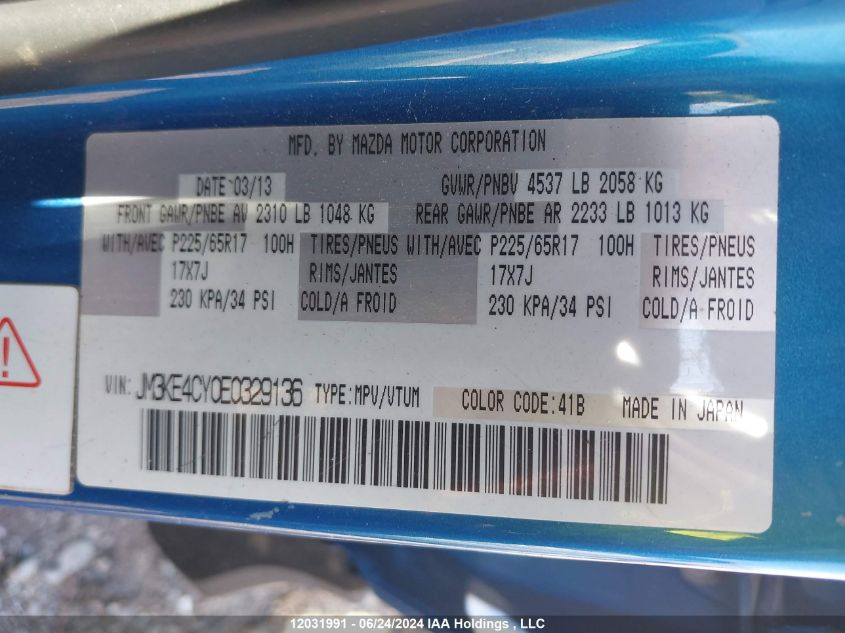 MFD. BY MAZDA MOTOR CORPORATION
DATE 03/13 GVWR/PNBV 4537 LB 2058 KG
FRONT GAWR/PNBE AV 2310 LB 1048 KG REAR GAWR/PNBE AR 2233 LB 1013 KG
WITH/AVEC P225/65R17 100H TIRES/PNEUS WITH/AVEC P225/65R17 100H TIRES/PNEUS
17X7J RIMS/JANTES 17X7J RIMS/JANTES
230 KPA/34 PSI COLD/A FROID 230 KPA/34 PSI COLD/A FROID
VIN: JM3KE4CY0E0329136 TYPE:MPV/VTUM COLOR CODE:41B MADE IN JAPAN
12031991 - 06/24/2024 IAA Holdings , LLC